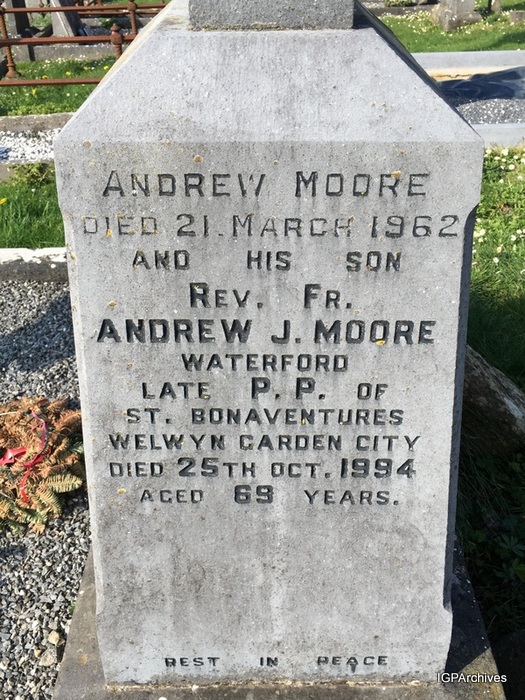 ANDREW MOORE
DIED 21. MARCH 1962
AND HIS SON
REV. FR.
ANDREW J. MOORE
WATERFORD
LATE P. P. OF
ST. BONAVENTURES
WELWYN GARDEN CITY
DIED 25TH OCT. 1994
AGED 69 YEARS.
REST IN PEACE
IGPArchives